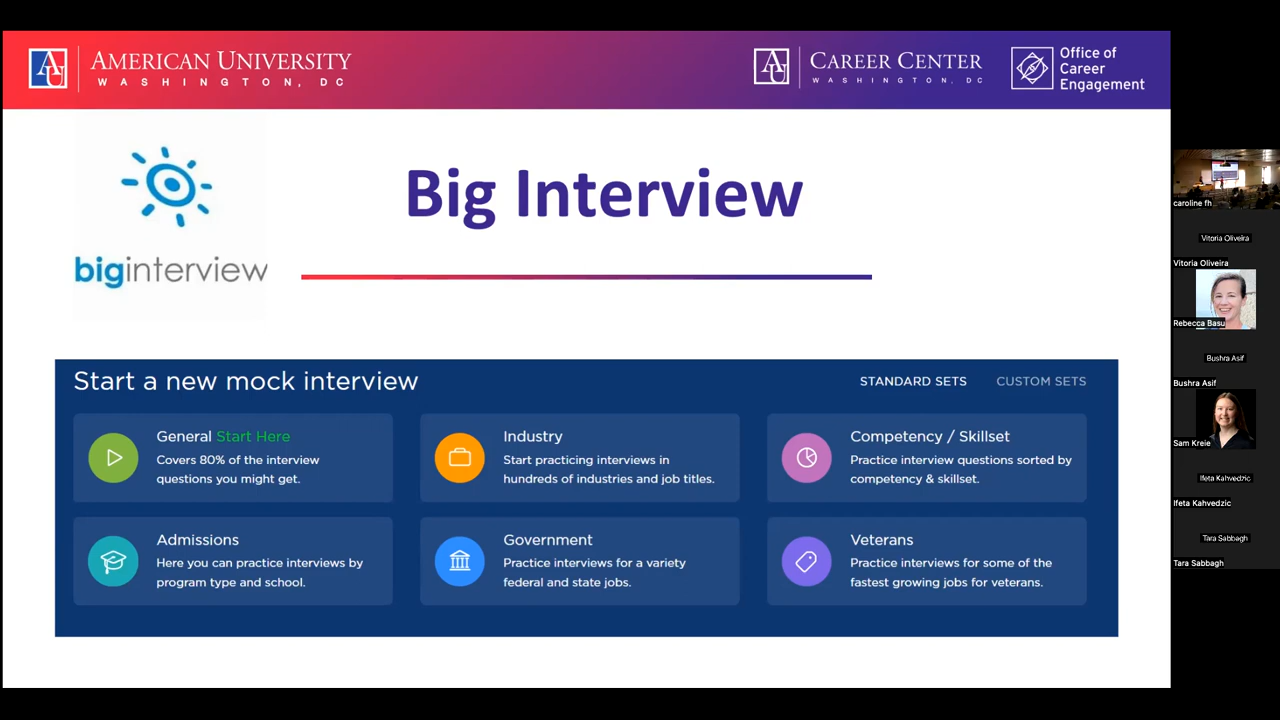 AMERICAN UNIVERSITY
WASHINGTON, DC
CAREER CENTER
WASHINGTON, DC
Office of
Career
Engagement
biginterview
Big Interview
Start a new mock interview
STANDARD SETS
CUSTOM SETS
General Start Here
Covers 80% of the interview
questions you might get.
Industry
Start practicing interviews in
hundreds of industries and job titles.
Competency / Skillset
Practice interview questions sorted by
competency & skillset.
Admissions
Here you can practice interviews by
program type and school.
Government
Practice interviews for a variety
federal and state jobs.
Veterans
Practice interviews for some of the
fastest growing jobs for veterans.
caroline fh
Vitoria Oliveira
Vitoria Oliveira
Rebecca Basu
Bushra Asif
Bushra Asif
Sam Kreie
Ifeta Kahvedzic
Ifeta Kahvedzic
Tara Sabbagh
Tara Sabbagh